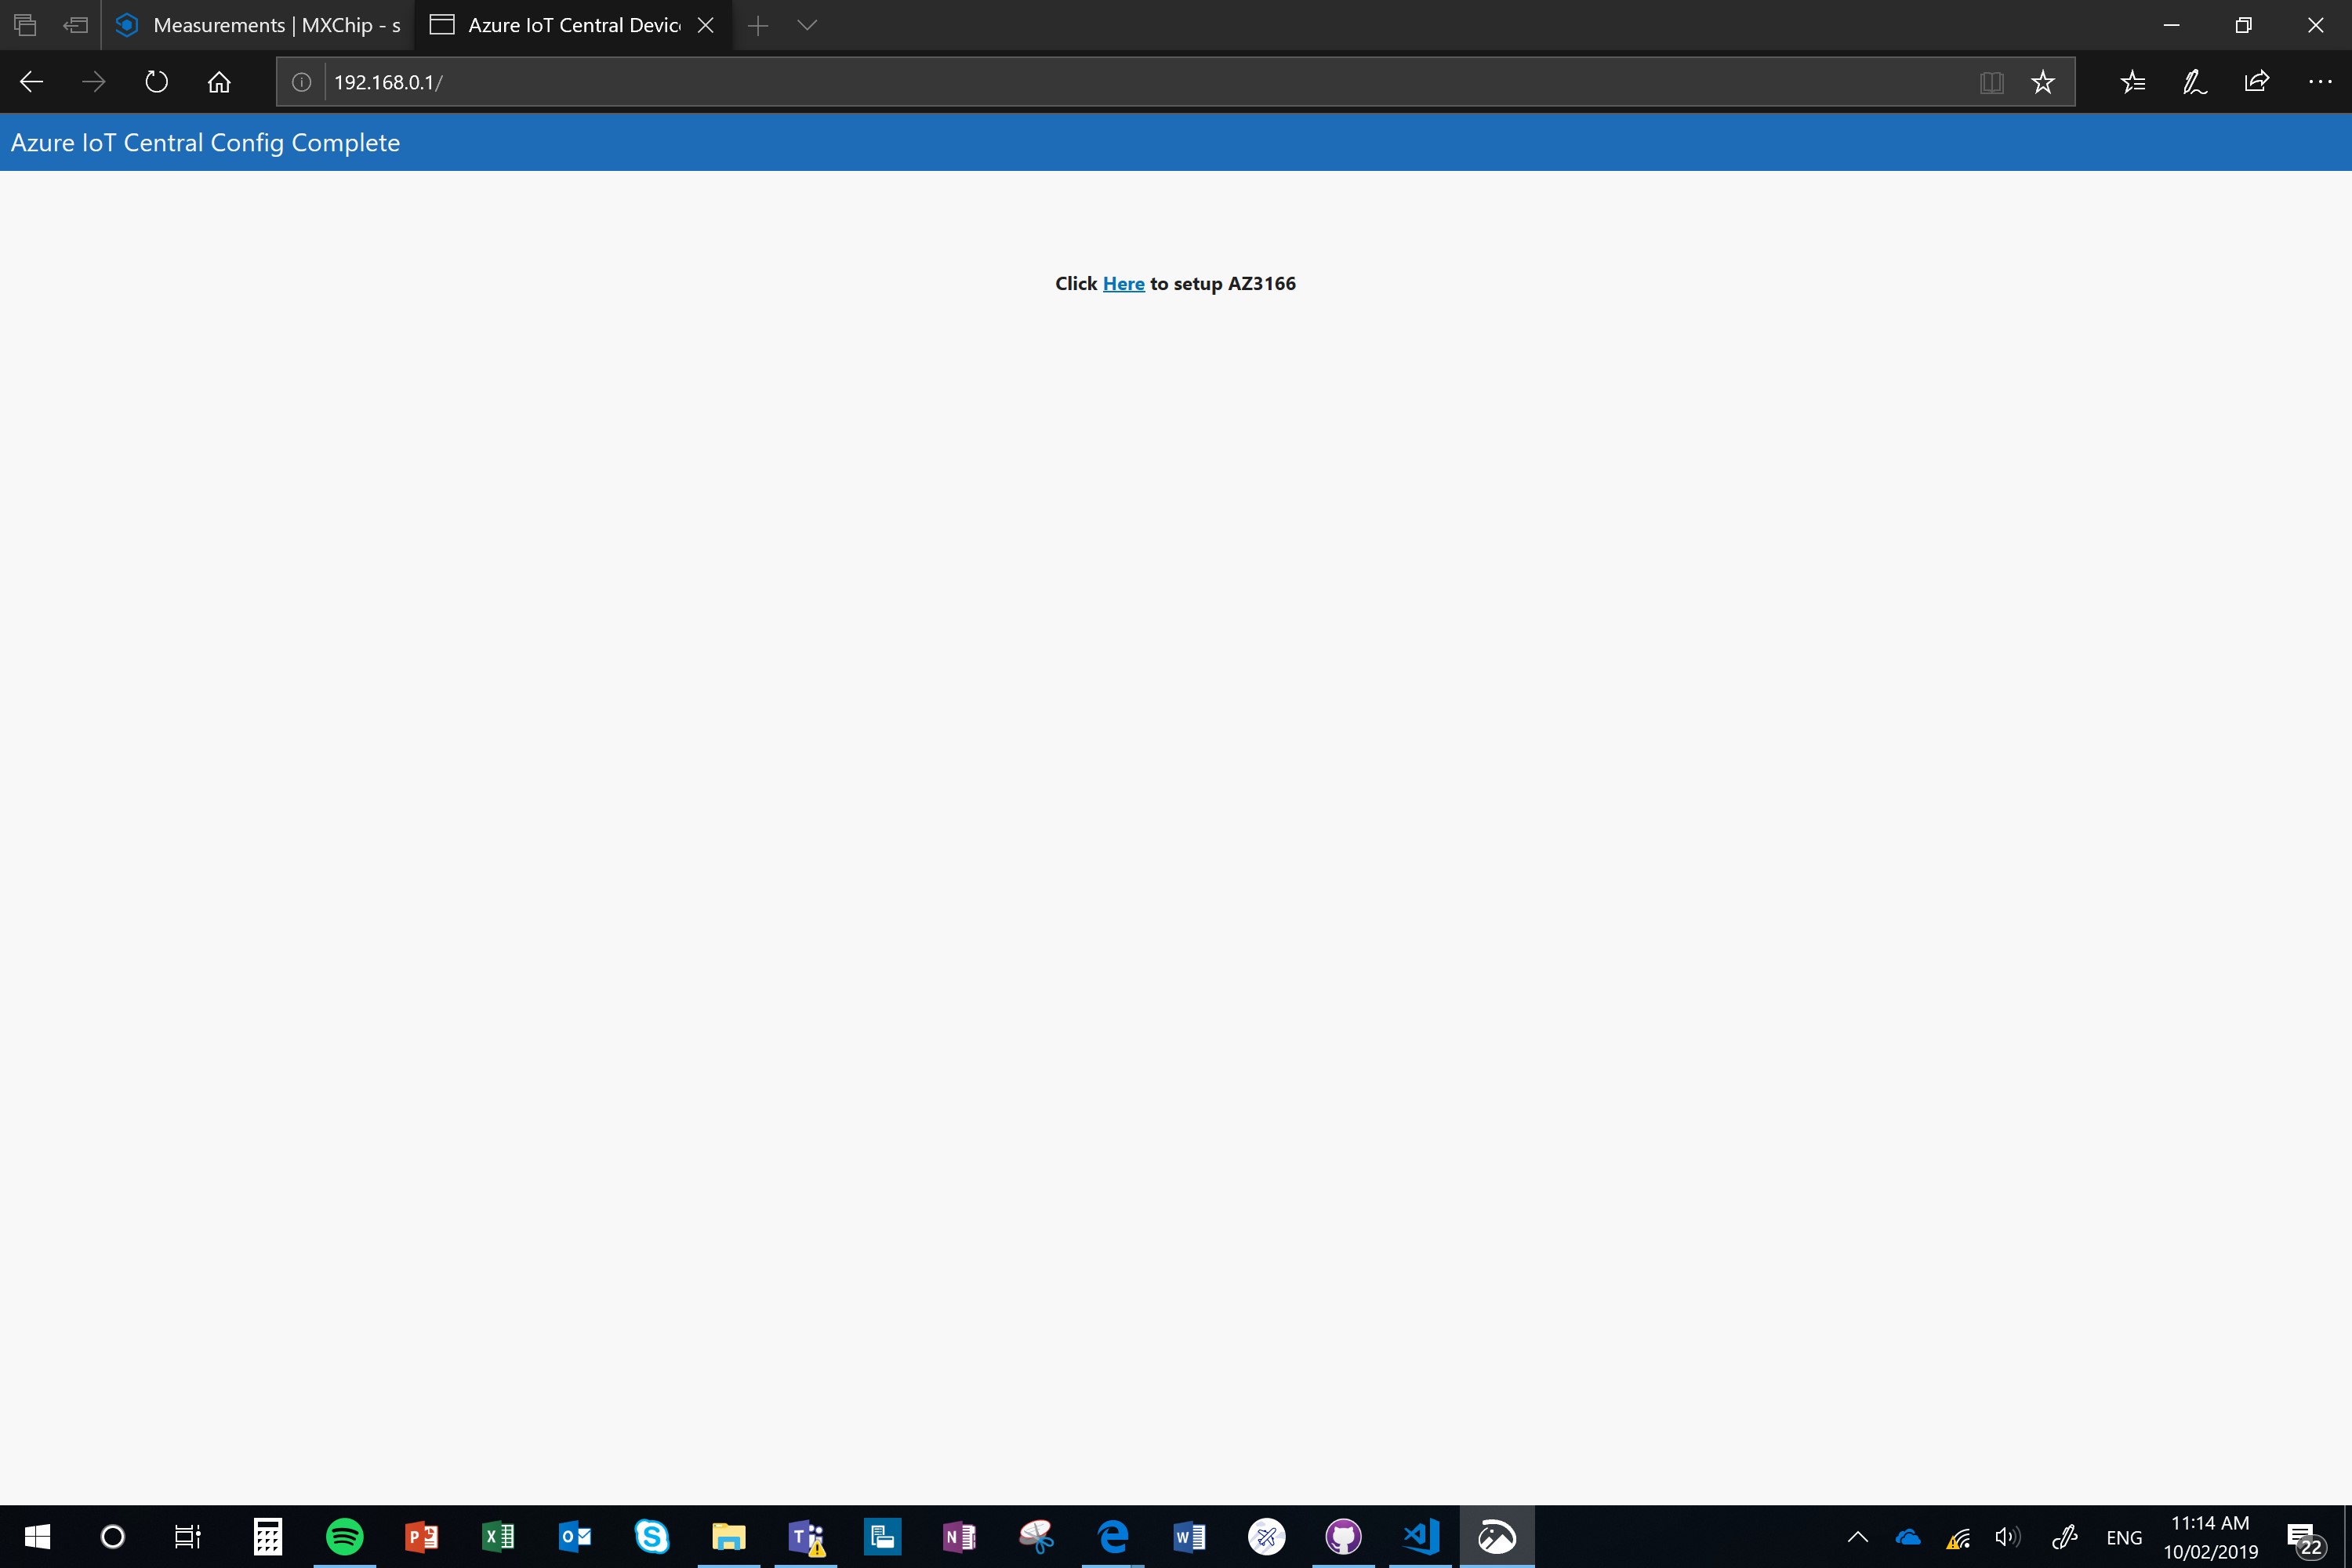 Measurements | MXChip - s
Azure IoT Central Devic
192.168.0.1/
Azure IoT Central Config Complete
Click Here to setup AZ3166
ENG
11:14 AM
10/02/2019
22